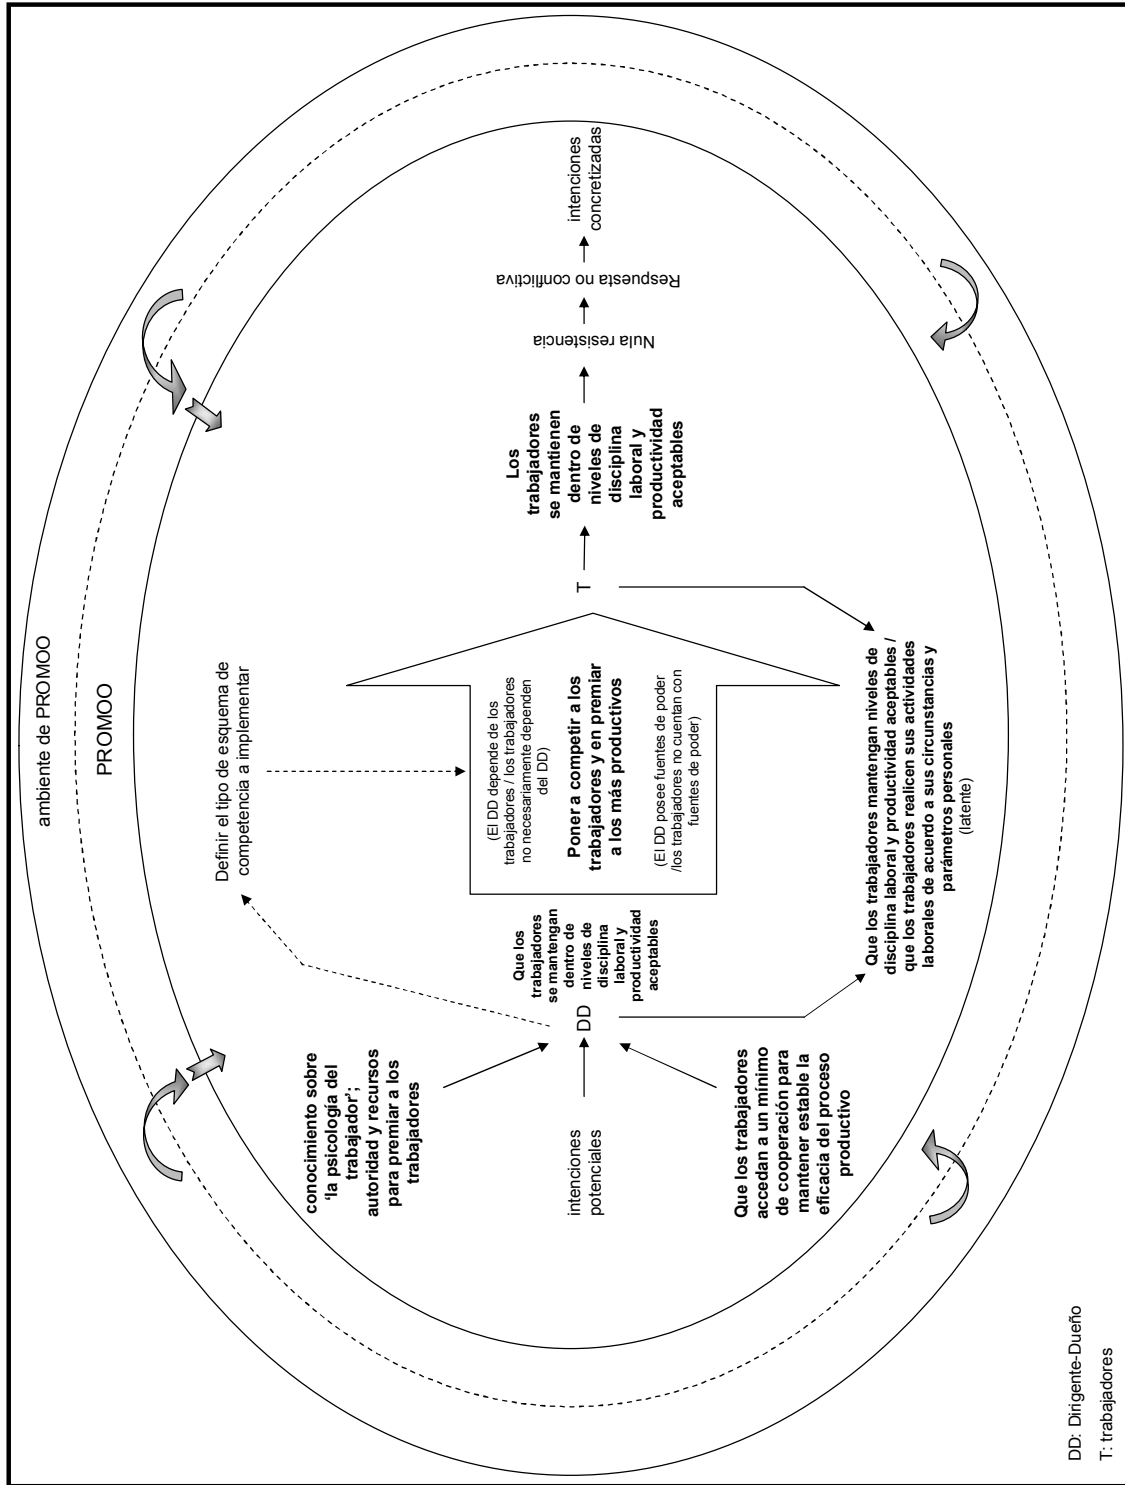 ambiente de PROMOO
PROMOO
Definir el tipo de esquema de
competencia a implementar
conocimiento sobre
‘la psicología del
trabajador’;
autoridad y recursos
para premiar a los
trabajadores
intenciones
potenciales
Que los trabajadores
accedan a un mínimo
de cooperación para
mantener estable la
eficacia del proceso
productivo
DD
Que los
trabajadores
se mantengan
dentro de
niveles de
disciplina
laboral y
productividad
aceptables
(El DD depende de los
trabajadores / los trabajadores
no necesariamente dependen
del DD)
Poner a competir a los
trabajadores y en premiar
a los más productivos
(El DD posee fuentes de poder
/los trabajadores no cuentan con
fuentes de poder)
T
Los
trabajadores
se mantienen
dentro de
niveles de
disciplina
laboral y
productividad
aceptables
Nula resistencia
Respuesta no conflictiva
intenciones
concretizadas
Que los trabajadores mantengan niveles de
disciplina laboral y productividad aceptables /
que los trabajadores realicen sus actividades
laborales de acuerdo a sus circunstancias y
parámetros personales
(latente)
DD: Dirigente-Dueño
T: trabajadores